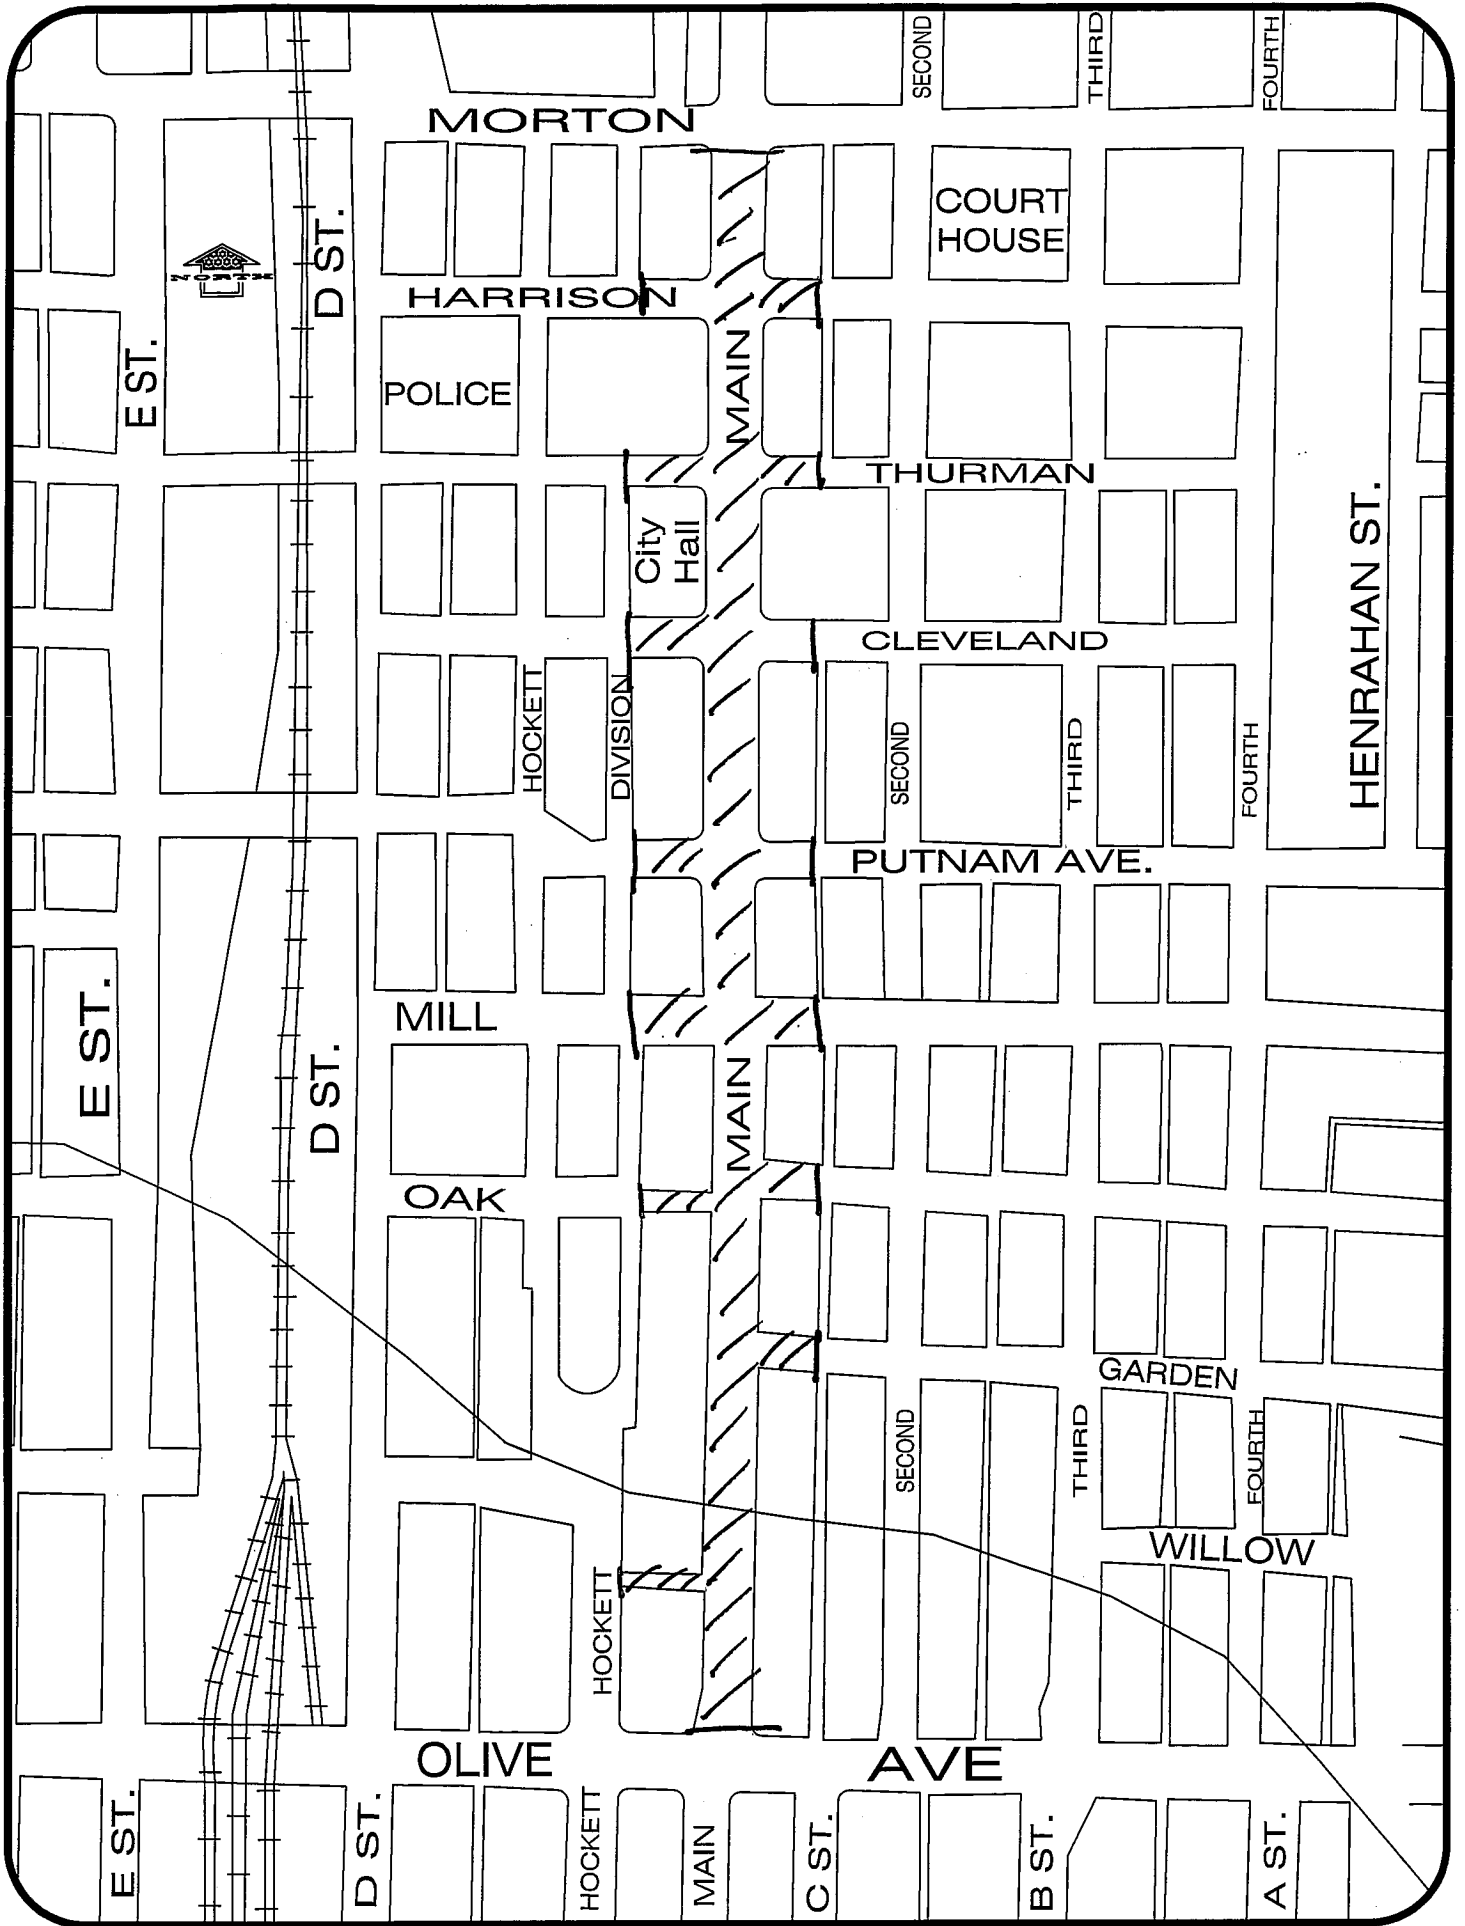 SECOND
THIRD
FOURTH
MORTON
COURT
HOUSE
NORTH
D ST.
HARRISON
E ST.
POLICE
MAIN
THURMAN
City
Hall
HENRAHAN ST.
CLEVELAND
HOCKETT
DIVISION
SECOND
THIRD
FOURTH
PUTNAM AVE.
E ST.
MILL
D ST.
MAIN
OAK
GARDEN
SECOND
THIRD
FOURTH
WILLOW
HOCKETT
OLIVE AVE
E ST.
D ST.
HOCKETT
MAIN
C ST.
B ST.
A ST.